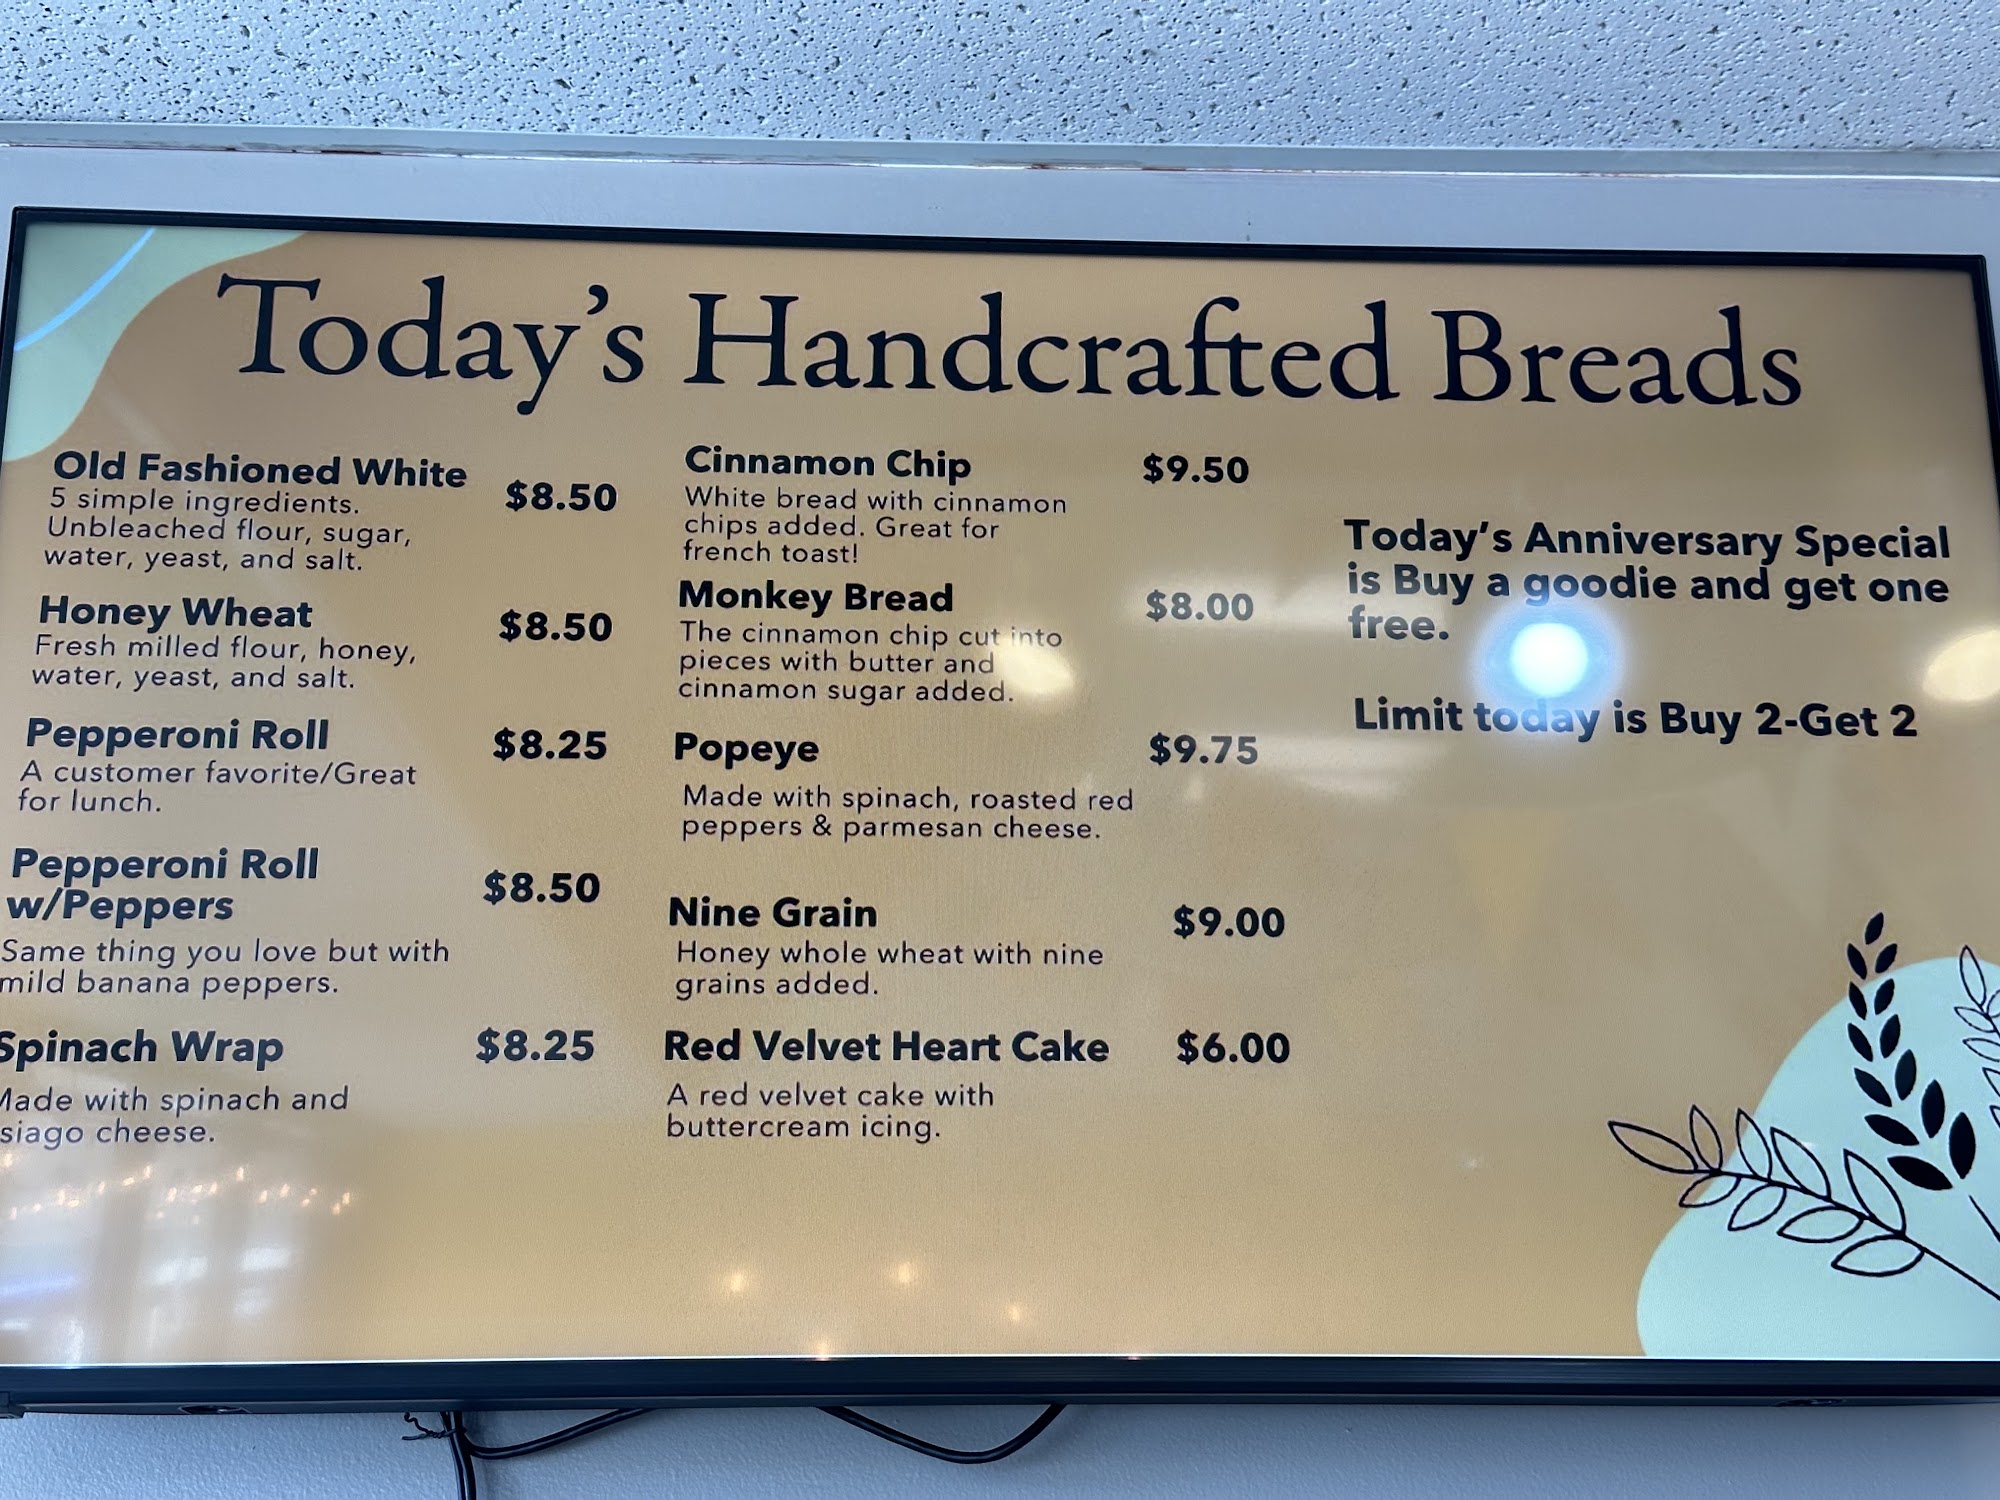 Today's Handcrafted Breads
Old Fashioned White $8.50
5 simple ingredients.
Unbleached flour, sugar,
water, yeast, and salt.
Honey Wheat $8.50
Fresh milled flour, honey,
water, yeast, and salt.
Pepperoni Roll $8.25
A customer favorite/Great
for lunch.
Pepperoni Roll
w/Peppers $8.50
Same thing you love but with
mild banana peppers.
Spinach Wrap $8.25
Made with spinach and
siago cheese.
Cinnamon Chip $9.50
White bread with cinnamon
chips added. Great for
french toast!
Monkey Bread $8.00
The cinnamon chip cut into
pieces with butter and
cinnamon sugar added.
Popeye $9.75
Made with spinach, roasted red
peppers & parmesan cheese.
Nine Grain $9.00
Honey whole wheat with nine
grains added.
Red Velvet Heart Cake $6.00
A red velvet cake with
buttercream icing.
Today's Anniversary Special
is Buy a goodie and get one
free.
Limit today is Buy 2-Get 2